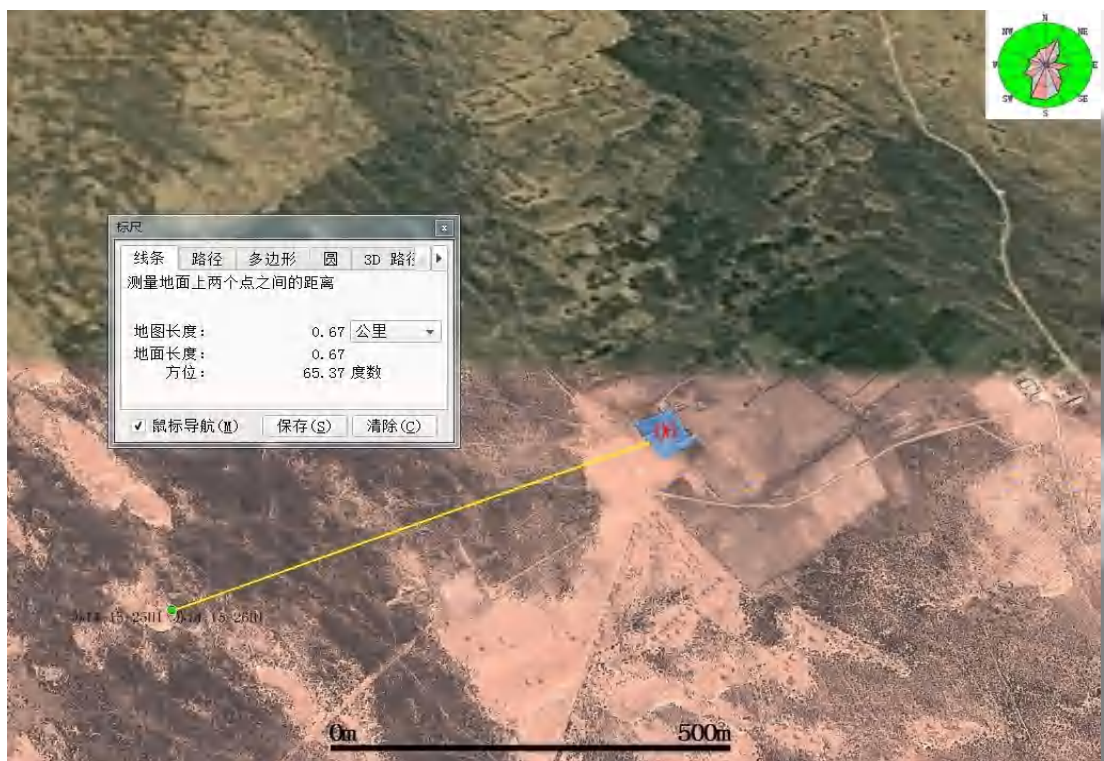 N
NW
NE
W
E
SW
SE
S
标尺
线条 路径 多边形 圆 3D 路径
测量地面上两个点之间的距离
地图长度： 0.67 公里
地面长度： 0.67
方位： 65.37 度数
鼠标导航(M) 保存(S) 清除(C)
0m 500m